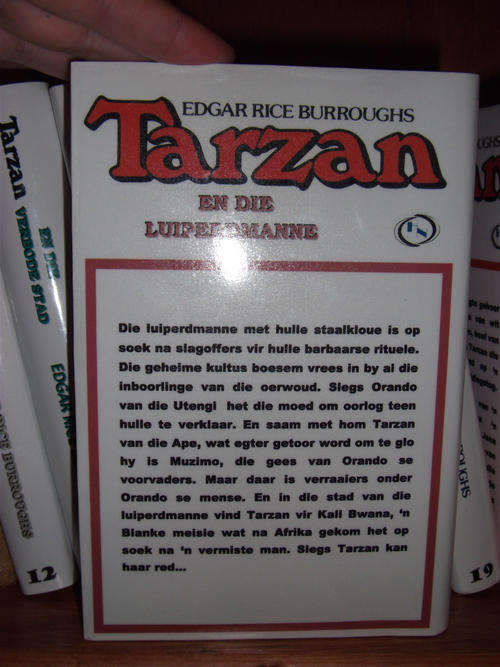 EDGAR RICE BURROUGHS
Tarzan
EN DIE
LUIPERDMANNE
Die luiperdmanne met hulle staalkloue is op
soek na slagoffers vir hulle barbaarse rituele.
Die geheime kultus boesem vrees in by al die
inboorlinge van die oerwoud. Slegs Orando
van die Utengi het die moed om oorlog teen
hulle te verklaar. En saam met hom Tarzan
van die Ape, wat egter getoor word om te glo
hy is Muzimo, die gees van Orando se
voorvaders. Maar daar is verraaiers onder
Orando se mense. En in die stad van die
luiperdmanne vind Tarzan vir Kali Bwana, 'n
Blanke meisie wat na Afrika gekom het op
soek na 'n vermiste man. Slegs Tarzan kan
haar red...
Tarzan EN DIE VERBODE STAD
EDGAR
BURROUGHS
12
19